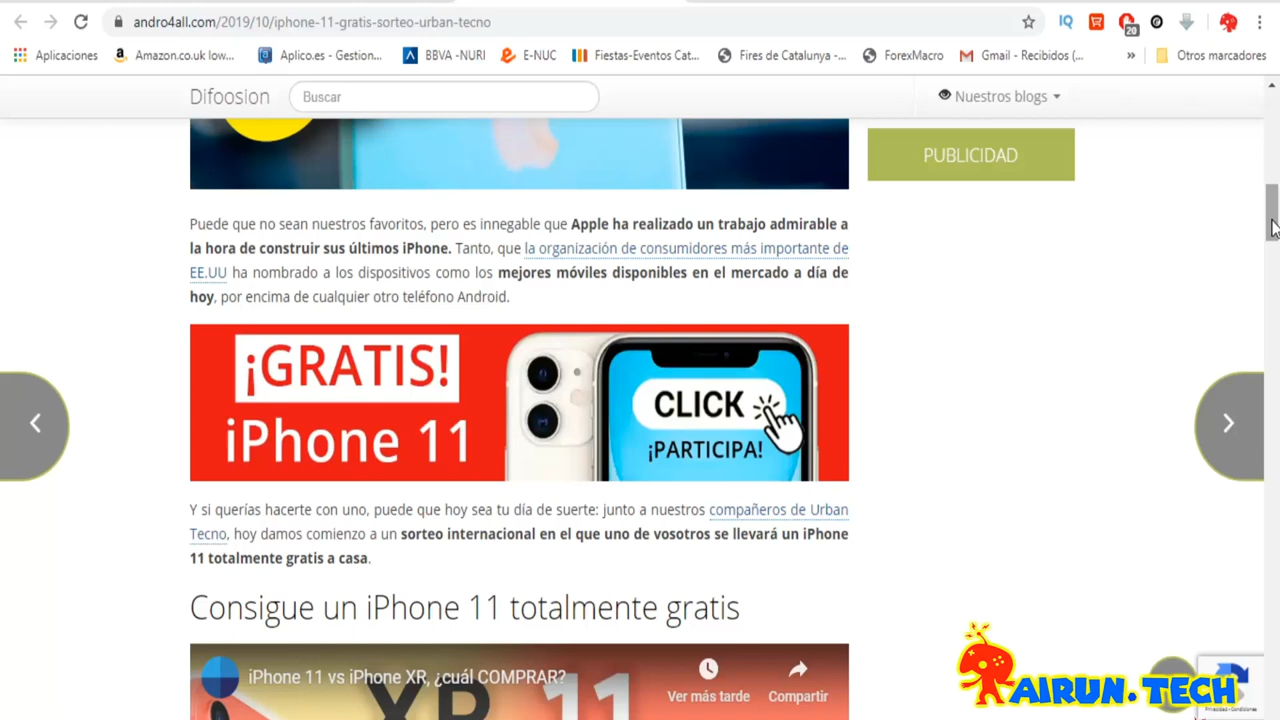 andro4all.com/2019/10/iphone-11-gratis-sorteo-urban-tecno
20
Aplicaciones
Amazon.co.uk low...
Aplico.es - Gestion...
BBVA -NURI
E-NUC
Fiestas-Eventos Cat...
Fires de Catalunya -...
ForexMacro
Gmail - Recibidos (...
»
Otros marcadores
Difoosion
Buscar
Nuestros blogs
PUBLICIDAD
Puede que no sean nuestros favoritos, pero es innegable que Apple ha realizado un trabajo admirable a
la hora de construir sus últimos iPhone. Tanto, que la organización de consumidores más importante de
EE.UU ha nombrado a los dispositivos como los mejores móviles disponibles en el mercado a día de
hoy, por encima de cualquier otro teléfono Android.
¡GRATIS!
iPhone 11
CLICK
¡PARTICIPA!
Y si querías hacerte con uno, puede que hoy sea tu día de suerte: junto a nuestros compañeros de Urban
Tecno, hoy damos comienzo a un sorteo internacional en el que uno de vosotros se llevará un iPhone
11 totalmente gratis a casa.
Consigue un iPhone 11 totalmente gratis
iPhone 11 vs iPhone XR, ¿cuál COMPRAR?
Ver más tarde
Compartir
XR 11
AIRUN.TECH
Privacidad - Condiciones